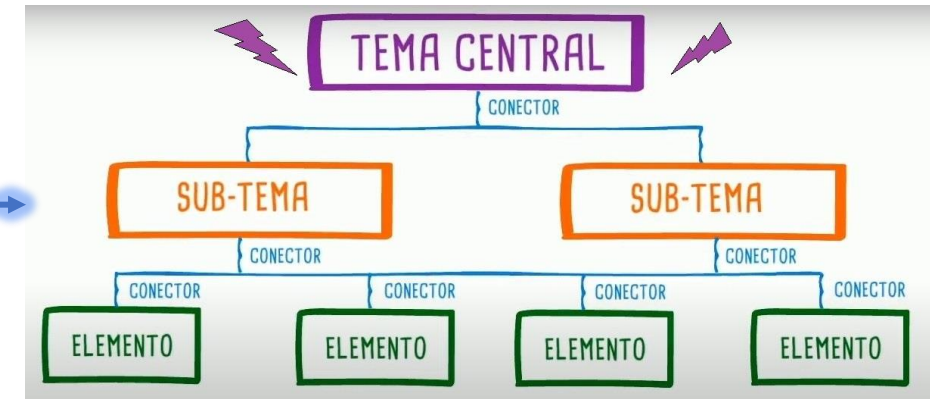 TEMA CENTRAL
CONECTOR
SUB-TEMA
SUB-TEMA
CONECTOR
CONECTOR
CONECTOR
CONECTOR
CONECTOR
CONECTOR
ELEMENTO
ELEMENTO
ELEMENTO
ELEMENTO